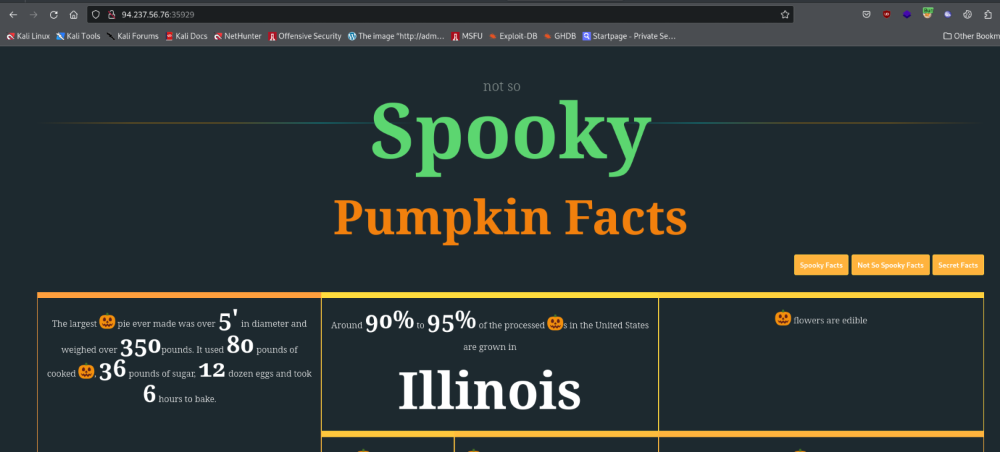 94.237.56.76:35929
Kali Linux Kali Tools Kali Forums Kali Docs NetHunter Offensive Security The image “http://adm… MSFU Exploit-DB GHDB Startpage - Private Se… Other Bookm
not so
Spooky
Pumpkin Facts
Spooky Facts Not So Spooky Facts Secret Facts
The largest 🎃 pie ever made was over 5' in diameter and
weighed over 350pounds. It used 80 pounds of
cooked 🎃, 36 pounds of sugar, 12 dozen eggs and took
6 hours to bake.
Around 90% to 95% of the processed 🎃s in the United States
are grown in
Illinois
🎃 flowers are edible